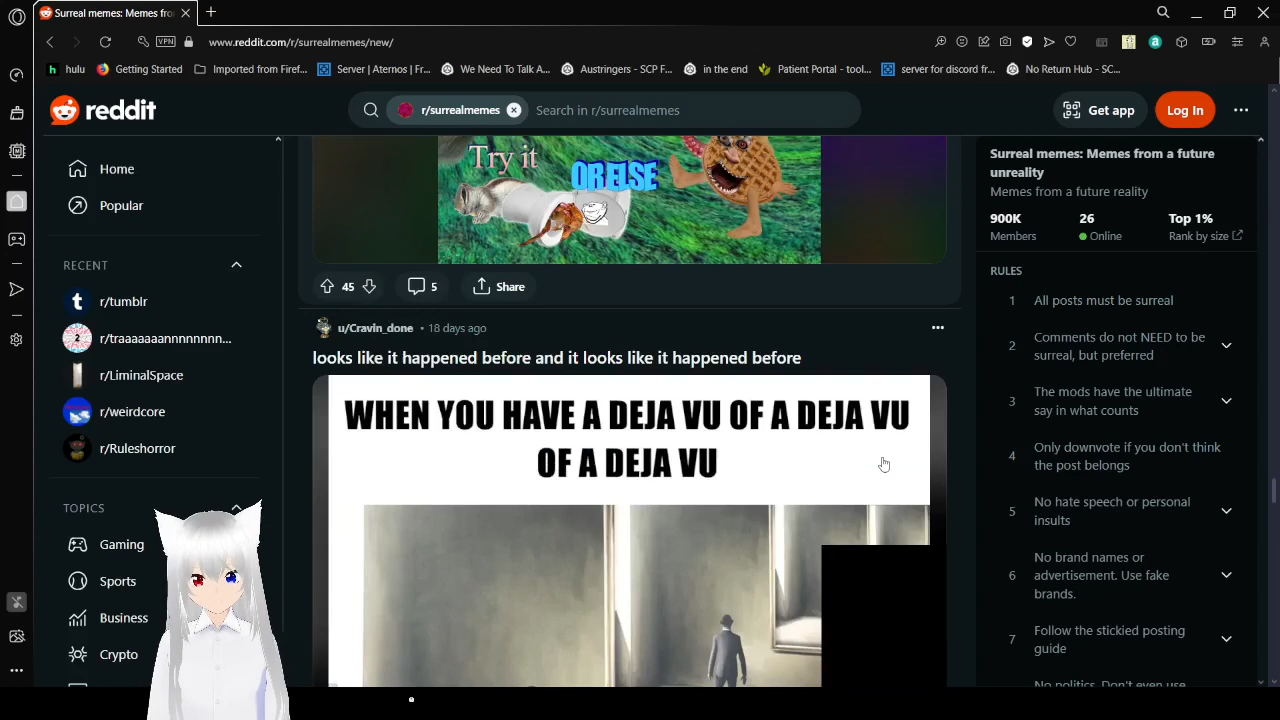 Surreal memes: Memes fro
VPN
www.reddit.com/r/surrealmemes/new/
hulu
Getting Started
Imported from Firef...
Server | Aternos | Fr...
We Need To Talk A...
Austringers - SCP F...
in the end
Patient Portal - tool...
server for discord fr...
No Return Hub - SC...
reddit
r/surrealmemes
Search in r/surrealmemes
Get app
Log In
Home
Popular
RECENT
r/tumblr
r/traaaaaaannnnnnnn...
r/LiminalSpace
r/weirdcore
r/Ruleshorror
TOPICS
Gaming
Sports
Business
Crypto
Try it
OR ELSE
45
5
Share
u/Cravin_done • 18 days ago
looks like it happened before and it looks like it happened before
WHEN YOU HAVE A DEJA VU OF A DEJA VU
OF A DEJA VU
Surreal memes: Memes from a future
unreality
Memes from a future reality
900K 26 Top 1%
Members Online Rank by size
RULES
1 All posts must be surreal
2 Comments do not NEED to be
surreal, but preferred
3 The mods have the ultimate
say in what counts
4 Only downvote if you don't think
the post belongs
5 No hate speech or personal
insults
6 No brand names or
advertisement. Use fake
brands.
7 Follow the stickied posting
guide
No politics. Don't even use